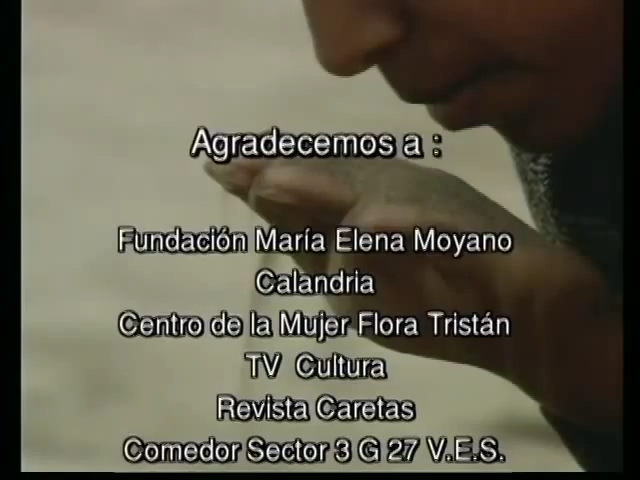 Agradecemos a :
Fundación María Elena Moyano
Calandria
Centro de la Mujer Flora Tristán
TV Cultura
Revista Caretas
Comedor Sector 3 G 27 V.E.S.